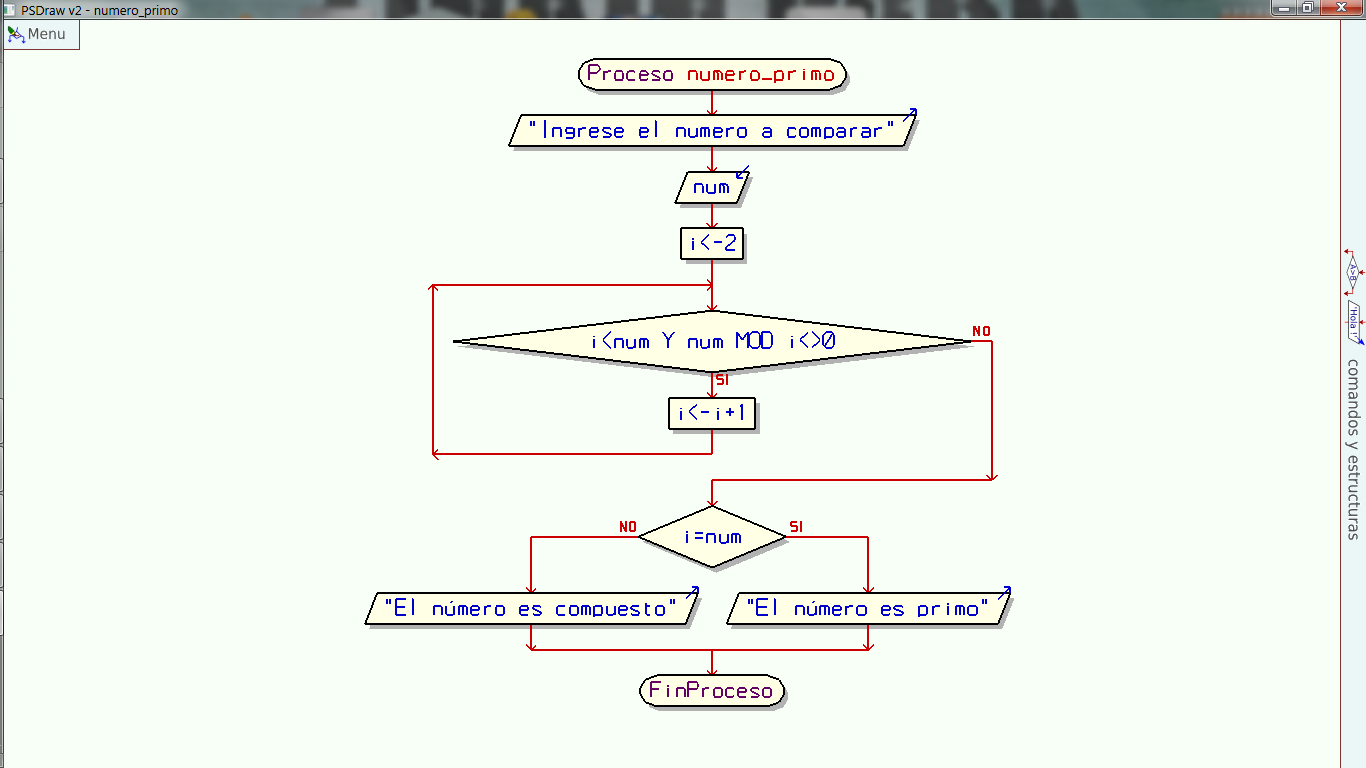 PSDraw v2 - numero_primo
Menu
Proceso numero_primo
"Ingrese el numero a comparar"
num
i<-2
i<num Y num MOD i<>0
NO
SI
i<-i+1
i=num
NO
SI
"El número es compuesto"
"El número es primo"
FinProceso
A>B
"Hola !"
comandos y estructuras